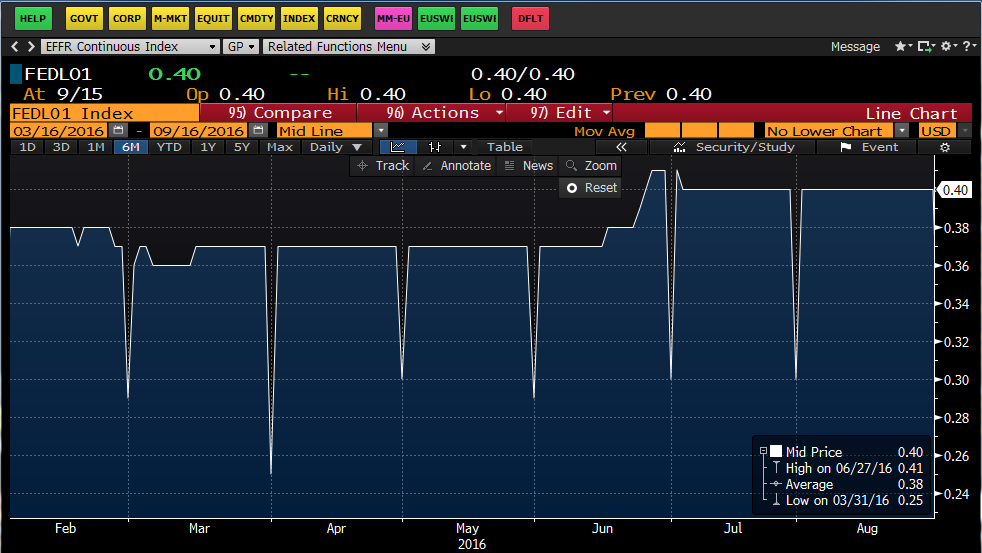 HELP GOVT CORP M-MKT EQUIT CMDTY INDEX CRNCY MM-EU EUSWI EUSWI DFLT
EFFR Continuous Index GP Related Functions Menu Message
FEDL01 0.40 -- 0.40/0.40
At 9/15 Op 0.40 Hi 0.40 Lo 0.40 Prev 0.40
FEDL01 Index 95) Compare 96) Actions 97) Edit Line Chart
03/16/2016 - 09/16/2016 Mid Line Mov Avg No Lower Chart USD
1D 3D 1M 6M YTD 1Y 5Y Max Daily Table Security/Study Event
Track Annotate News Zoom
Reset
0.40
0.38
0.36
0.34
0.32
0.30
0.28
0.26
0.24
Mid Price 0.40
High on 06/27/16 0.41
Average 0.38
Low on 03/31/16 0.25
Feb Mar Apr May Jun Jul Aug
2016